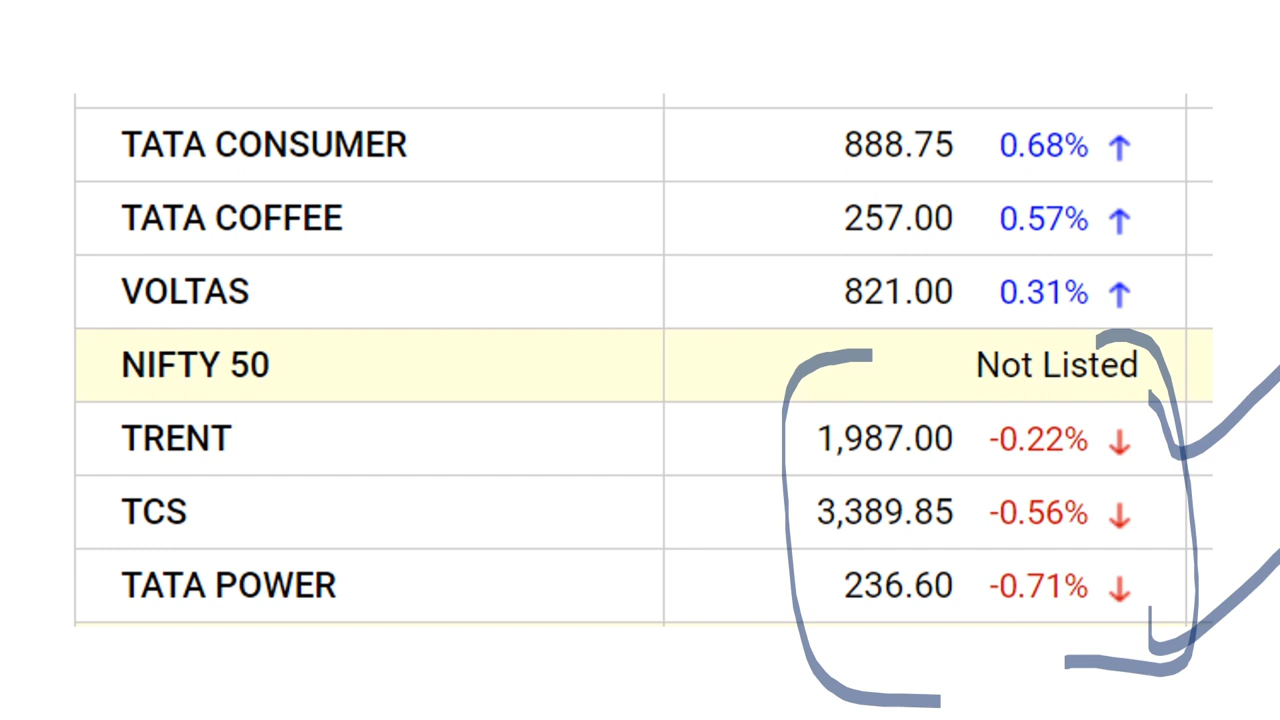 TATA CONSUMER 888.75 0.68% ↑
TATA COFFEE 257.00 0.57% ↑
VOLTAS 821.00 0.31% ↑
NIFTY 50 Not Listed
TRENT 1,987.00 -0.22% ↓
TCS 3,389.85 -0.56% ↓
TATA POWER 236.60 -0.71% ↓